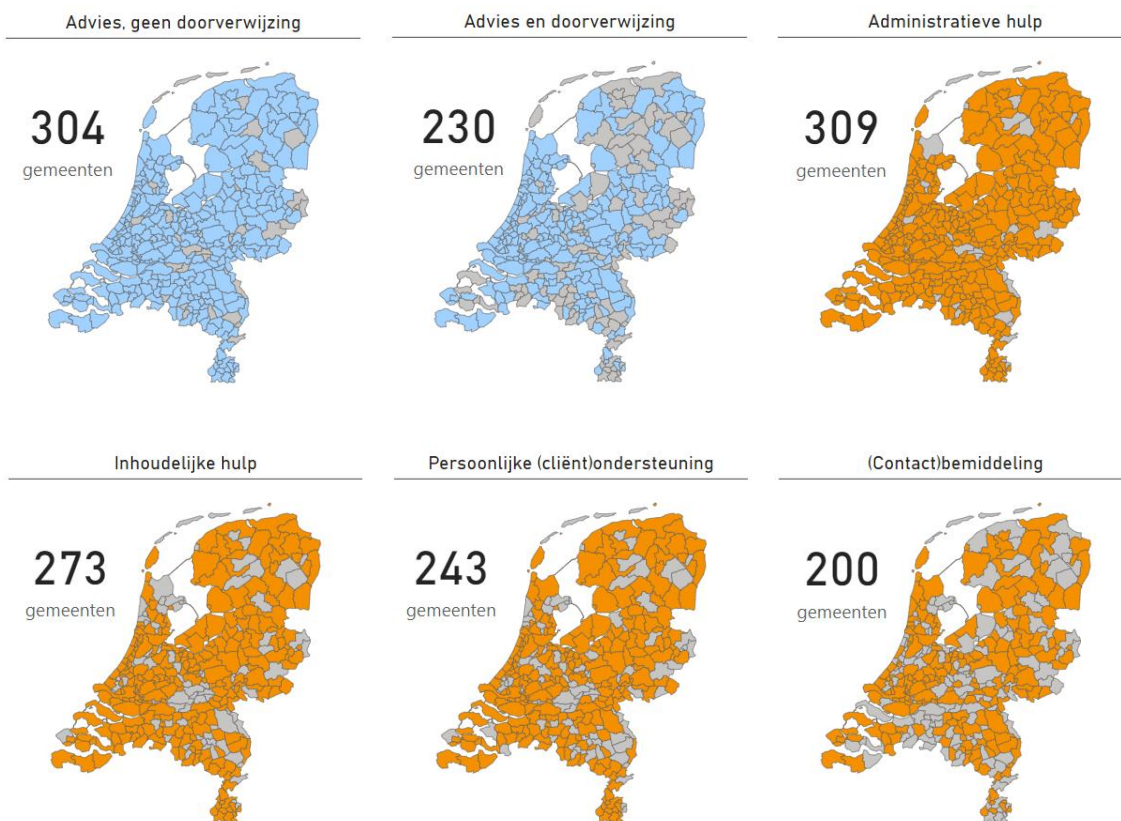 Advies, geen doorverwijzing
304
gemeenten
Advies en doorverwijzing
230
gemeenten
Administratieve hulp
309
gemeenten
Inhoudelijke hulp
273
gemeenten
Persoonlijke (cliënt)ondersteuning
243
gemeenten
(Contact)bemiddeling
200
gemeenten